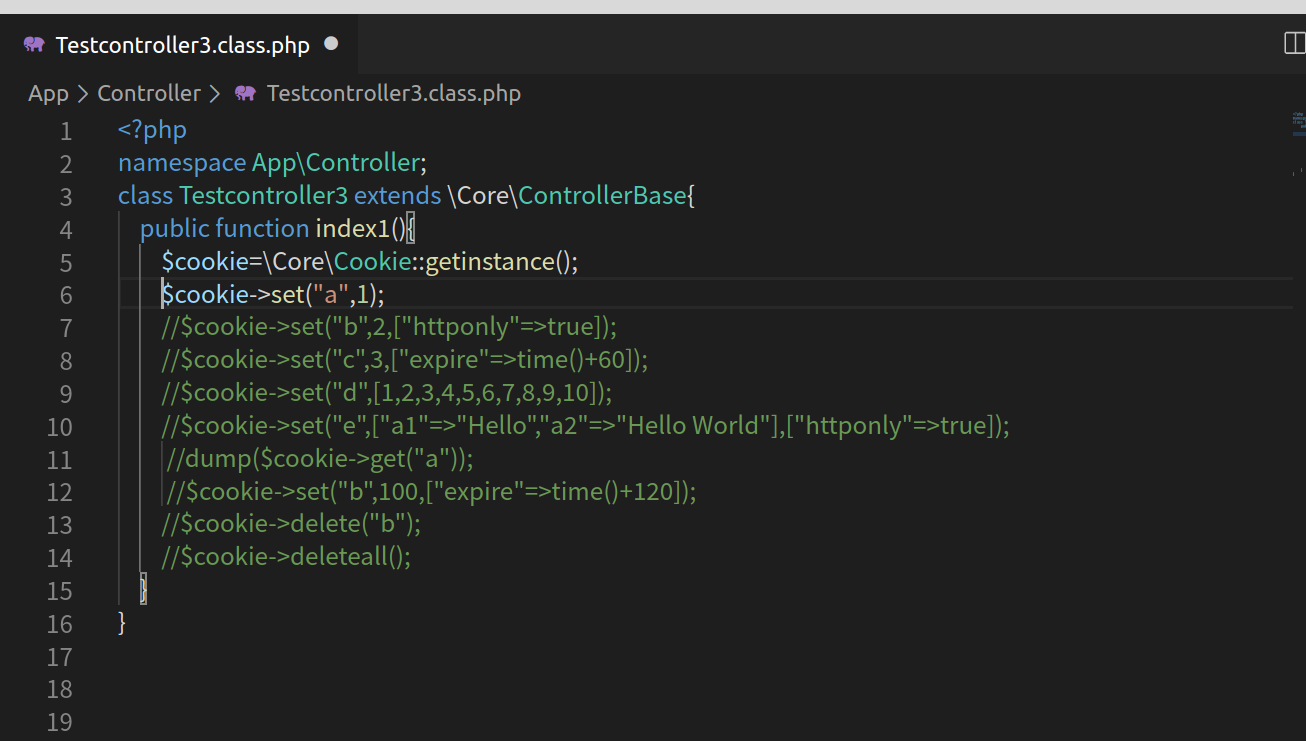 Testcontroller3.class.php
App > Controller > Testcontroller3.class.php
1 <?php
2 namespace App\Controller;
3 class Testcontroller3 extends \Core\ControllerBase{
4 public function index1(){
5 $cookie=\Core\Cookie::getinstance();
6 $cookie->set("a",1);
7 //$cookie->set("b",2,["httponly"=>true]);
8 //$cookie->set("c",3,["expire"=>time()+60]);
9 //$cookie->set("d",[1,2,3,4,5,6,7,8,9,10]);
10 //$cookie->set("e",["a1"=>"Hello","a2"=>"Hello World"],["httponly"=>true]);
11 //dump($cookie->get("a"));
12 //$cookie->set("b",100,["expire"=>time()+120]);
13 //$cookie->delete("b");
14 //$cookie->deleteall();
15 }
16 }
17
18
19